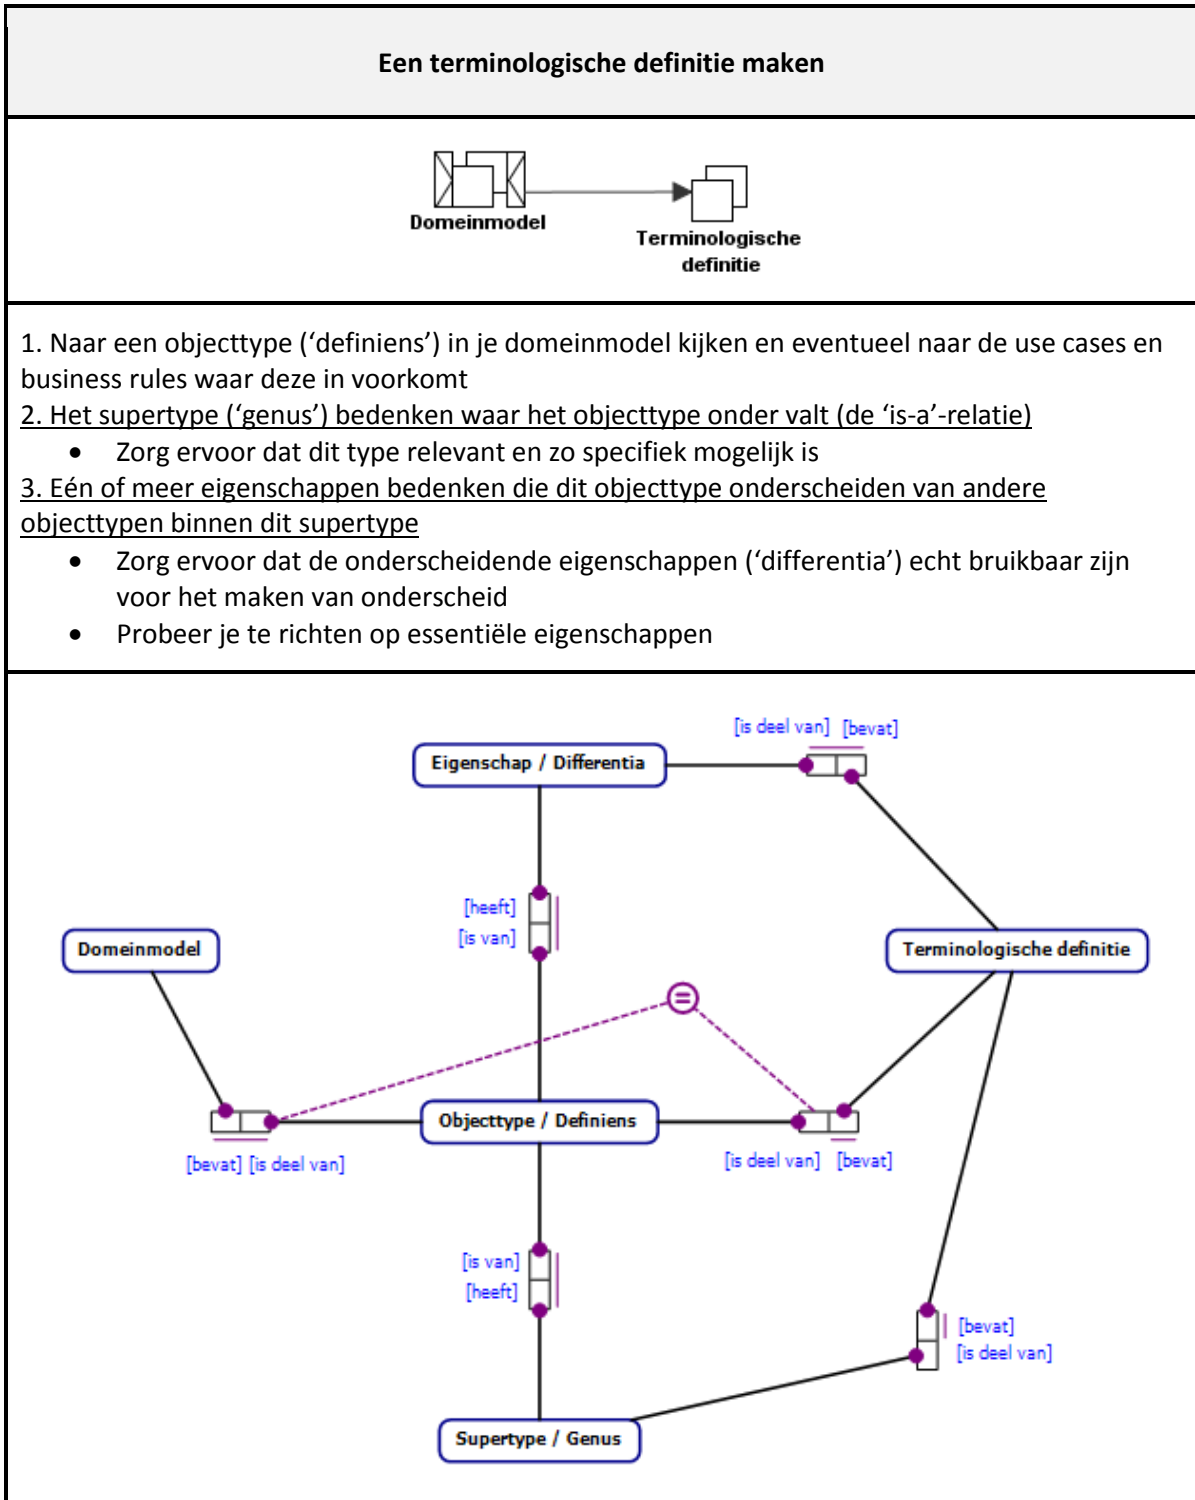 Een terminologische definitie maken
Domeinmodel
Terminologische
definitie
1. Naar een objecttype (‘definiens’) in je domeinmodel kijken en eventueel naar de use cases en
business rules waar deze in voorkomt
2. Het supertype (‘genus’) bedenken waar het objecttype onder valt (de ‘is-a’-relatie)
• Zorg ervoor dat dit type relevant en zo specifiek mogelijk is
3. Eén of meer eigenschappen bedenken die dit objecttype onderscheiden van andere
objecttypen binnen dit supertype
• Zorg ervoor dat de onderscheidende eigenschappen (‘differentia’) echt bruikbaar zijn
voor het maken van onderscheid
• Probeer je te richten op essentiële eigenschappen
[is deel van] [bevat]
Eigenschap / Differentia
[heeft]
[is van]
Domeinmodel
Terminologische definitie
=
Objecttype / Definiens
[bevat] [is deel van]
[is deel van] [bevat]
[is van]
[heeft]
[bevat]
[is deel van]
Supertype / Genus